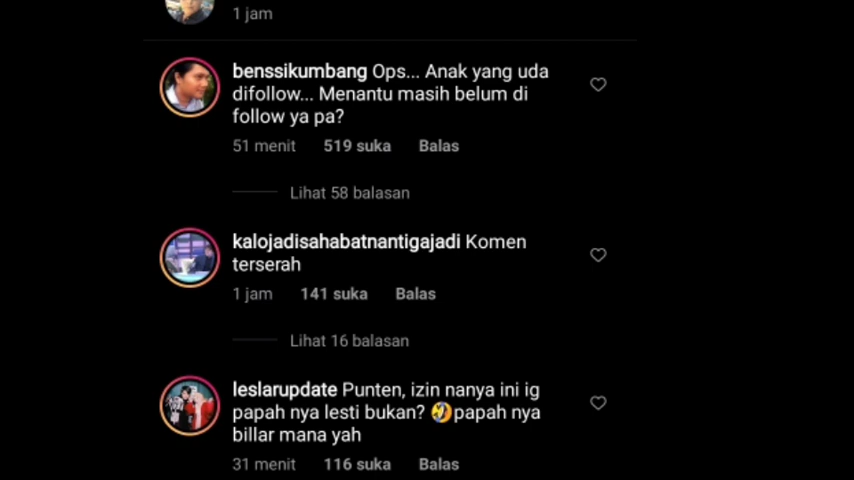 1 jam
benssikumbang Ops... Anak yang uda
difollow... Menantu masih belum di
follow ya pa?
51 menit 519 suka Balas
Lihat 58 balasan
kalojadisahabatnantigajadi Komen
terserah
1 jam 141 suka Balas
Lihat 16 balasan
leslarupdate Punten, izin nanya ini ig
papah nya lesti bukan? 🤣papah nya
billar mana yah
31 menit 116 suka Balas